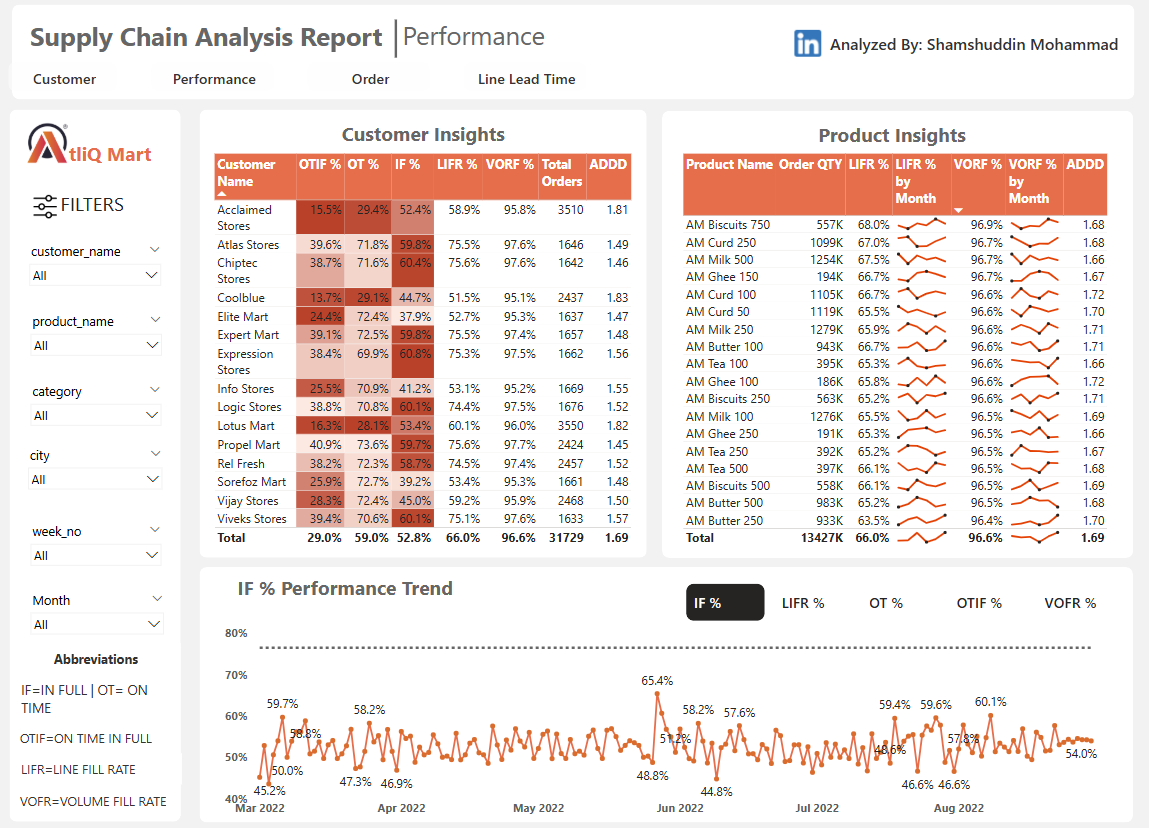 Supply Chain Analysis Report | Performance
in Analyzed By: Shamshuddin Mohammad
Customer Performance Order Line Lead Time
AtliQ Mart
FILTERS
customer_name
All
product_name
All
category
All
city
All
week_no
All
Month
All
Abbreviations
IF=IN FULL | OT= ON
TIME
OTIF=ON TIME IN FULL
LIFR=LINE FILL RATE
VOFR=VOLUME FILL RATE
Customer Insights
Customer Name OTIF % OT % IF % LIFR % VORF % Total Orders ADDD
Acclaimed Stores 15.5% 29.4% 52.4% 58.9% 95.8% 3510 1.81
Atlas Stores 39.6% 71.8% 59.8% 75.5% 97.6% 1646 1.49
Chiptec Stores 38.7% 71.6% 60.4% 75.6% 97.6% 1642 1.46
Coolblue 13.7% 29.1% 44.7% 51.5% 95.1% 2437 1.83
Elite Mart 24.4% 72.4% 37.9% 52.7% 95.3% 1637 1.47
Expert Mart 39.1% 72.5% 59.8% 75.5% 97.4% 1657 1.48
Expression Stores 38.4% 69.9% 60.8% 75.3% 97.5% 1662 1.56
Info Stores 25.5% 70.9% 41.2% 53.1% 95.2% 1669 1.55
Logic Stores 38.8% 70.8% 60.1% 74.4% 97.5% 1676 1.52
Lotus Mart 16.3% 28.1% 53.4% 60.1% 96.0% 3550 1.82
Propel Mart 40.9% 73.6% 59.7% 75.6% 97.7% 2424 1.45
Rel Fresh 38.2% 72.3% 58.7% 74.5% 97.4% 2457 1.52
Sorefoz Mart 25.9% 72.7% 39.2% 53.4% 95.3% 1661 1.48
Vijay Stores 28.3% 72.4% 45.0% 59.2% 95.9% 2468 1.50
Viveks Stores 39.4% 70.6% 60.1% 75.1% 97.6% 1633 1.57
Total 29.0% 59.0% 52.8% 66.0% 96.6% 31729 1.69
Product Insights
Product Name Order QTY LIFR % LIFR % by Month VORF % VORF % by Month ADDD
AM Biscuits 750 557K 68.0% 96.9% 1.68
AM Curd 250 1099K 67.0% 96.7% 1.68
AM Milk 500 1254K 67.5% 96.7% 1.66
AM Ghee 150 194K 66.7% 96.7% 1.67
AM Curd 100 1105K 66.7% 96.6% 1.72
AM Curd 50 1119K 65.9% 96.6% 1.70
AM Milk 250 1279K 65.9% 96.6% 1.71
AM Butter 100 943K 66.7% 96.6% 1.71
AM Tea 100 395K 65.3% 96.6% 1.66
AM Ghee 100 186K 65.8% 96.6% 1.72
AM Biscuits 250 563K 65.2% 96.6% 1.71
AM Milk 100 1276K 65.5% 96.5% 1.69
AM Ghee 250 191K 65.3% 96.5% 1.66
AM Tea 250 392K 65.2% 96.5% 1.67
AM Tea 500 397K 66.1% 96.5% 1.68
AM Biscuits 500 558K 66.1% 96.5% 1.69
AM Butter 500 983K 65.2% 96.5% 1.68
AM Butter 250 933K 63.5% 96.4% 1.70
Total 13427K 66.0% 96.6% 1.69
IF % Performance Trend
IF % LIFR % OT % OTIF % VOFR %
80%
70%
60%
50%
40%
45.2% 59.7% 50.0% 58.8% 47.3% 58.2% 46.9% 48.8% 65.4% 51.2% 58.2% 44.8% 57.6% 48.6% 59.4% 46.6% 59.6% 46.6% 57.8% 60.1% 54.0%
Mar 2022 Apr 2022 May 2022 Jun 2022 Jul 2022 Aug 2022